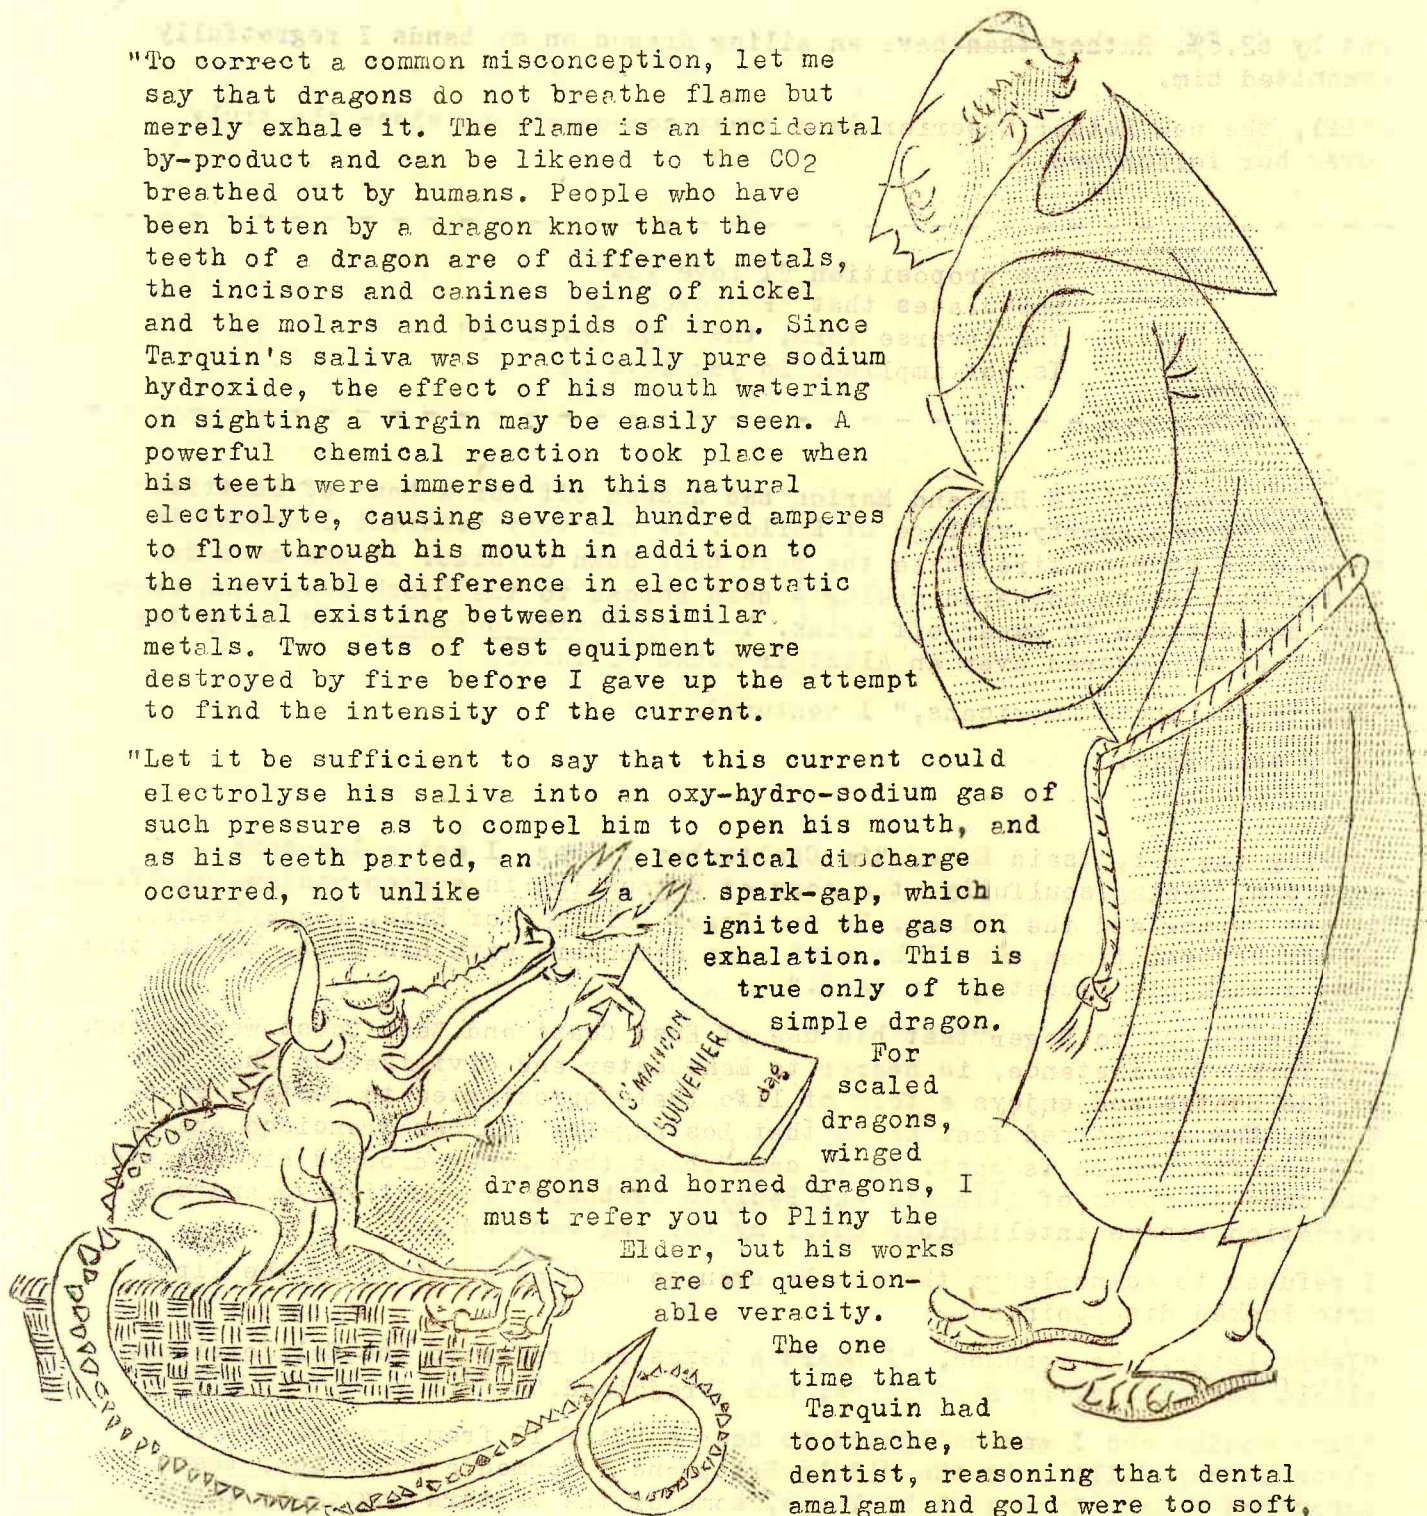 "To correct a common misconception, let me
say that dragons do not breathe flame but
merely exhale it. The flame is an incidental
by-product and can be likened to the CO2
breathed out by humans. People who have
been bitten by a dragon know that the
teeth of a dragon are of different metals,
the incisors and canines being of nickel
and the molars and bicuspids of iron. Since
Tarquin's saliva was practically pure sodium
hydroxide, the effect of his mouth watering
on sighting a virgin may be easily seen. A
powerful chemical reaction took place when
his teeth were immersed in this natural
electrolyte, causing several hundred amperes
to flow through his mouth in addition to
the inevitable difference in electrostatic
potential existing between dissimilar
metals. Two sets of test equipment were
destroyed by fire before I gave up the attempt
to find the intensity of the current.
"Let it be sufficient to say that this current could
electrolyse his saliva into an oxy-hydro-sodium gas of
such pressure as to compel him to open his mouth, and
as his teeth parted, an electrical discharge
occurred, not unlike a spark-gap, which
ignited the gas on
exhalation. This is
true only of the
simple dragon.
For
scaled
dragons,
winged
dragons and horned dragons, I
must refer you to Pliny the
Elder, but his works
are of question-
able veracity.
The one
time that
Tarquin had
toothache, the
dentist, reasoning that dental
amalgam and gold were too soft,
S'MANCON
SOUVENIER
dag